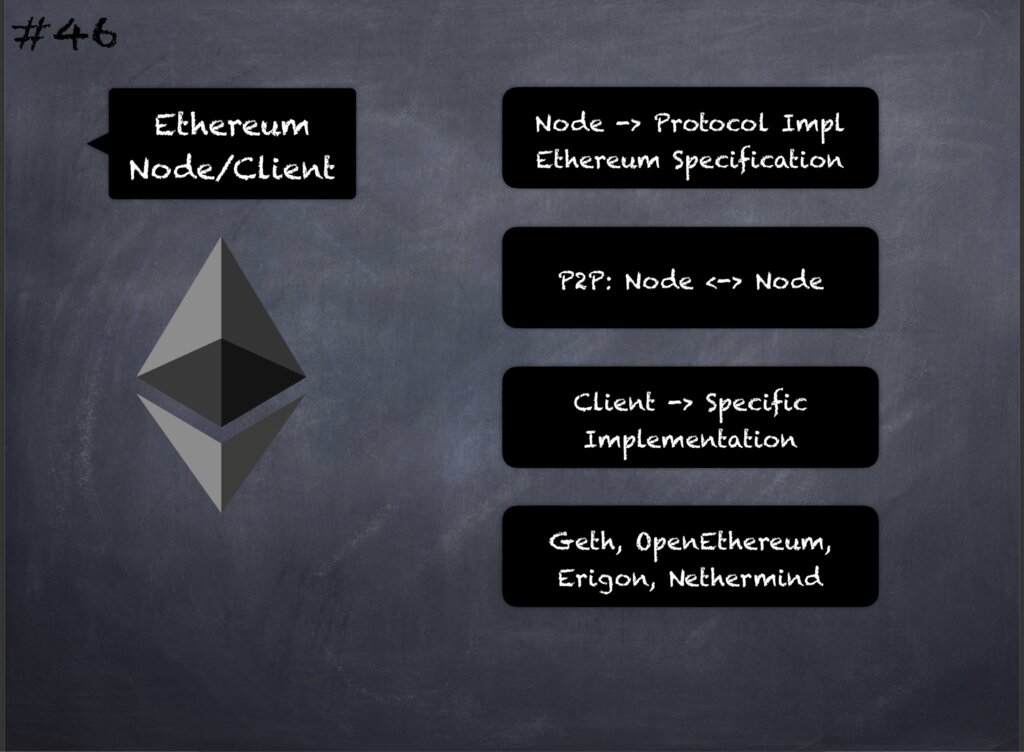 #46
Ethereum
Node/Client
Node -> Protocol Impl
Ethereum Specification
P2P: Node <-> Node
Client -> Specific
Implementation
Geth, OpenEthereum,
Erigon, Nethermind